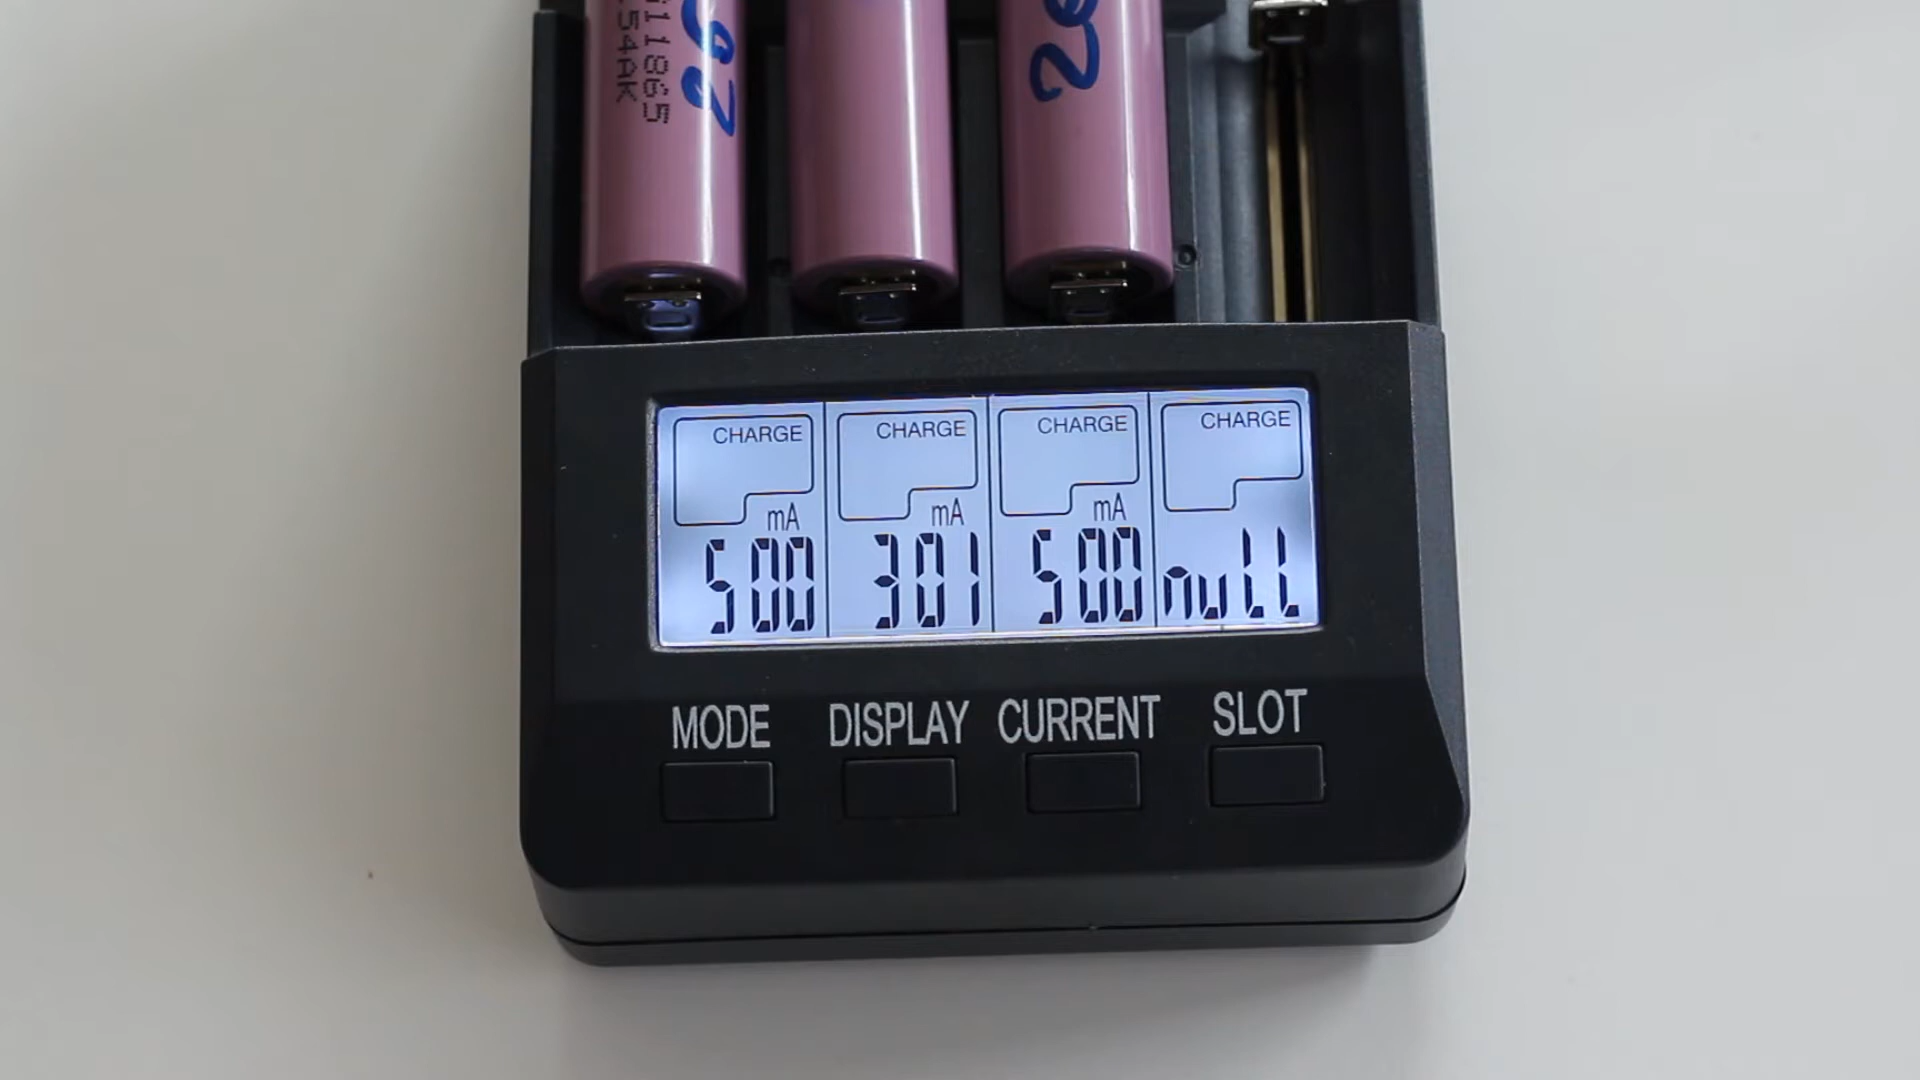 11865
54AK
CHARGE CHARGE CHARGE CHARGE
mA mA mA
500 301 500 null
MODE DISPLAY CURRENT SLOT